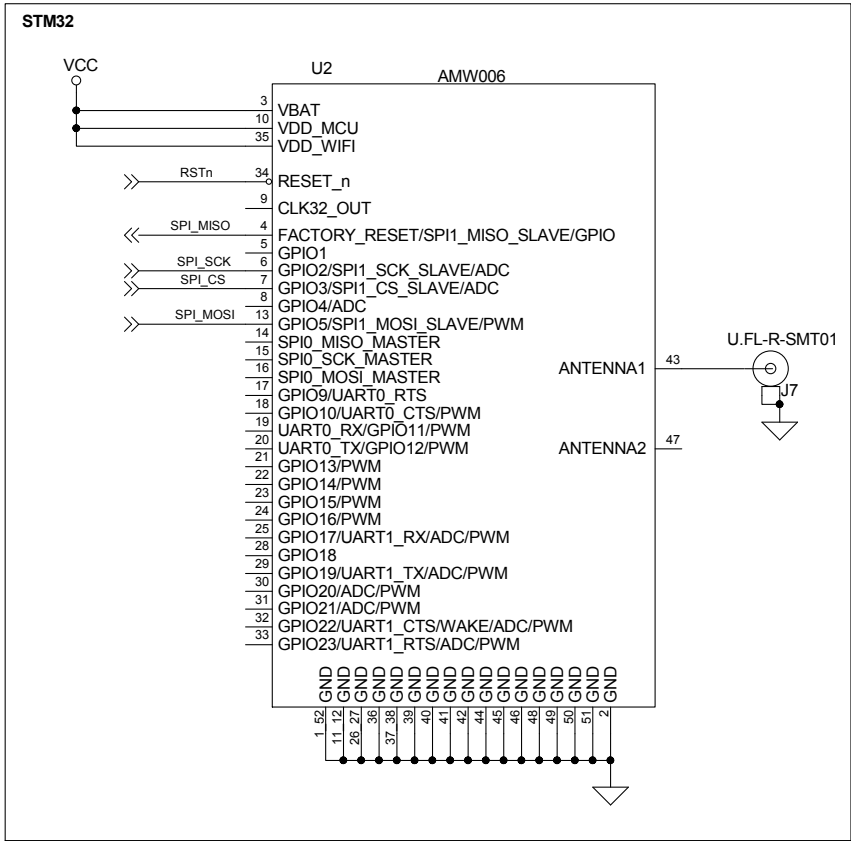 STM32
VCC
U2
AMW006
3 VBAT
10 VDD_MCU
35 VDD_WIFI
RSTn 34 RESET_n
9 CLK32_OUT
SPI_MISO 4 FACTORY_RESET/SPI1_MISO_SLAVE/GPIO
5 GPIO1
SPI_SCK 6 GPIO2/SPI1_SCK_SLAVE/ADC
SPI_CS 7 GPIO3/SPI1_CS_SLAVE/ADC
8 GPIO4/ADC
SPI_MOSI 13 GPIO5/SPI1_MOSI_SLAVE/PWM
14 SPI0_MISO_MASTER
15 SPI0_SCK_MASTER
16 SPI0_MOSI_MASTER
17 GPIO9/UART0_RTS
18 GPIO10/UART0_CTS/PWM
19 UART0_RX/GPIO11/PWM
20 UART0_TX/GPIO12/PWM
21 GPIO13/PWM
22 GPIO14/PWM
23 GPIO15/PWM
24 GPIO16/PWM
25 GPIO17/UART1_RX/ADC/PWM
28 GPIO18
29 GPIO19/UART1_TX/ADC/PWM
30 GPIO20/ADC/PWM
31 GPIO21/ADC/PWM
32 GPIO22/UART1_CTS/WAKE/ADC/PWM
33 GPIO23/UART1_RTS/ADC/PWM
ANTENNA1 43
U.FL-R-SMT01
J7
ANTENNA2 47
GND GND GND GND GND GND GND GND GND GND GND GND GND GND GND GND GND
1 52 11 12 26 27 36 37 38 39 40 41 42 44 45 46 48 49 50 51 2